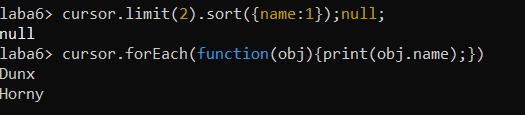 laba6> cursor.limit(2).sort({name:1});null;
null
laba6> cursor.forEach(function(obj){print(obj.name);})
Dunx
Horny